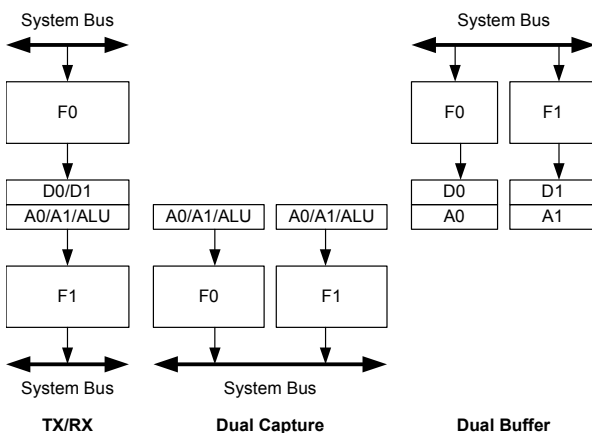 System Bus
System Bus
F0
F0
F1
D0/D1
D0
D1
A0/A1/ALU
A0/A1/ALU
A0/A1/ALU
A0
A1
F1
F0
F1
System Bus
System Bus
TX/RX
Dual Capture
Dual Buffer